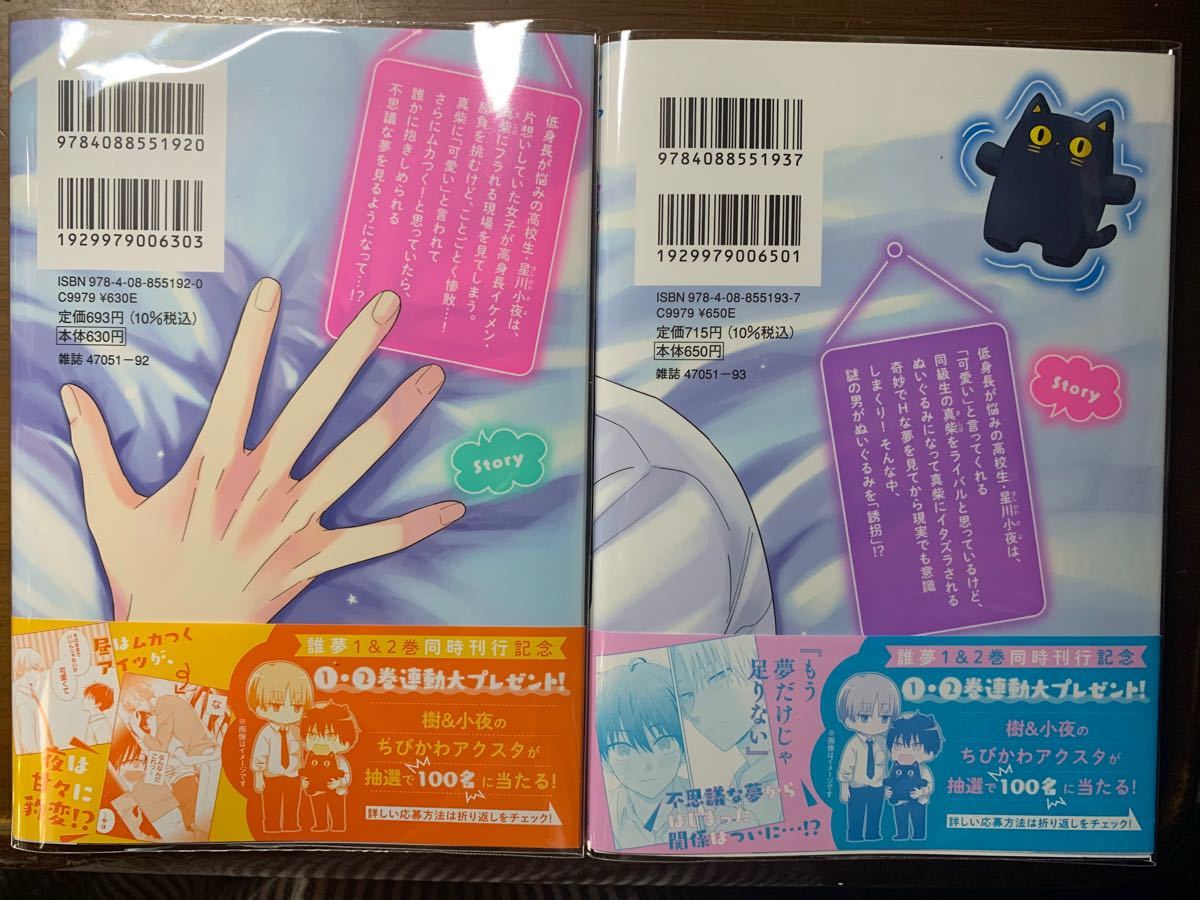 9784088551920
1929979006303
ISBN 978-4-08-855192-0
C9979 ¥630E
定価693円(10%税込)
本体630円
雑誌 47051-92
低身長が悩みの高校生・星川小夜は、
片想いしていた女子が高身長イケメン・
真柴にフラれる現場を見てしまう。
勝負を挑むけど、ことごとく惨敗…!
真柴に「可愛い」と言われて
さらにムカつく!と思っていたら、
誰かに抱きしめられる
不思議な夢を見るようになって…!?
Story
昼はムカつく
アイツが、
可愛くて
なんなんだ
これっ…
夜は
甘々に
豹変!?
誰夢1&2巻同時刊行記念
1・2巻連動大プレゼント!
樹&小夜の
ちびかわアクスタが
抽選で100名に当たる!
※画像はイメージです
詳しい応募方法は折り返しをチェック!
9784088551937
1929979006501
ISBN 978-4-08-855193-7
C9979 ¥650E
定価715円(10%税込)
本体650円
雑誌 47051-93
Story
低身長が悩みの高校生・星川小夜は、
「可愛い」と言ってくれる
同級生の真柴をライバルと思っているけど、
ぬいぐるみになって真柴にイタズラされる
奇妙でHな夢を見てから現実でも意識
しまくり!そんな中、
謎の男がぬいぐるみを「誘拐」!?
『もう
夢だけじゃ
足りない』
不思議な夢から
はじまった
関係はついに…!?
誰夢1&2巻同時刊行記念
1・2巻連動大プレゼント!
樹&小夜の
ちびかわアクスタが
抽選で100名に当たる!
※画像はイメージです
詳しい応募方法は折り返しをチェック!